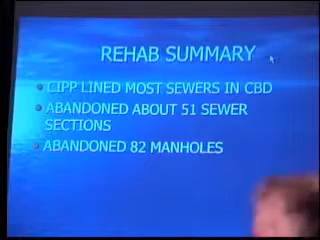 REHAB SUMMARY
CIPP LINED MOST SEWERS IN CBD
ABANDONED ABOUT 51 SEWER
SECTIONS
ABANDONED 82 MANHOLES